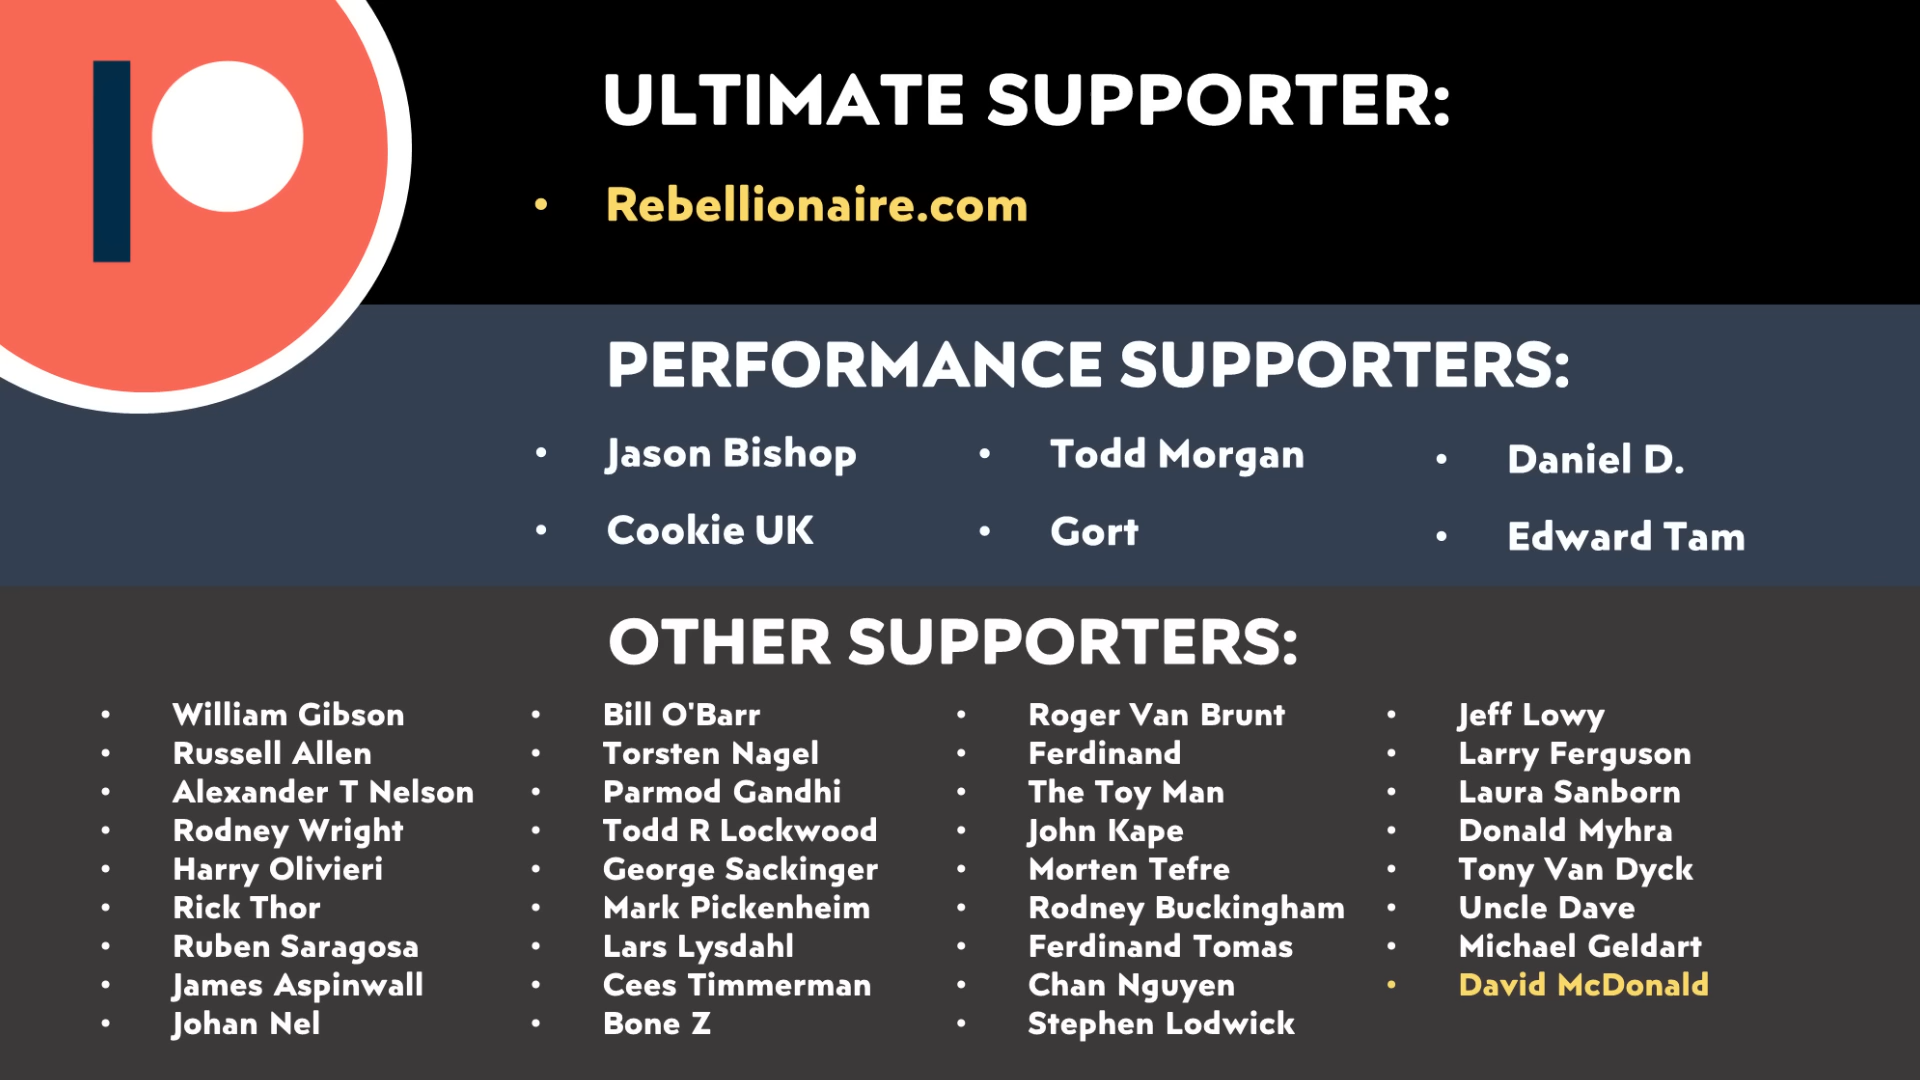 ULTIMATE SUPPORTER:
• Rebellionaire.com
PERFORMANCE SUPPORTERS:
• Jason Bishop
• Cookie UK
• Todd Morgan
• Gort
• Daniel D.
• Edward Tam
OTHER SUPPORTERS:
• William Gibson
• Russell Allen
• Alexander T Nelson
• Rodney Wright
• Harry Olivieri
• Rick Thor
• Ruben Saragosa
• James Aspinwall
• Johan Nel
• Bill O'Barr
• Torsten Nagel
• Parmod Gandhi
• Todd R Lockwood
• George Sackinger
• Mark Pickenheim
• Lars Lysdahl
• Cees Timmerman
• Bone Z
• Roger Van Brunt
• Ferdinand
• The Toy Man
• John Kape
• Morten Tefre
• Rodney Buckingham
• Ferdinand Tomas
• Chan Nguyen
• Stephen Lodwick
• Jeff Lowy
• Larry Ferguson
• Laura Sanborn
• Donald Myhra
• Tony Van Dyck
• Uncle Dave
• Michael Geldart
• David McDonald